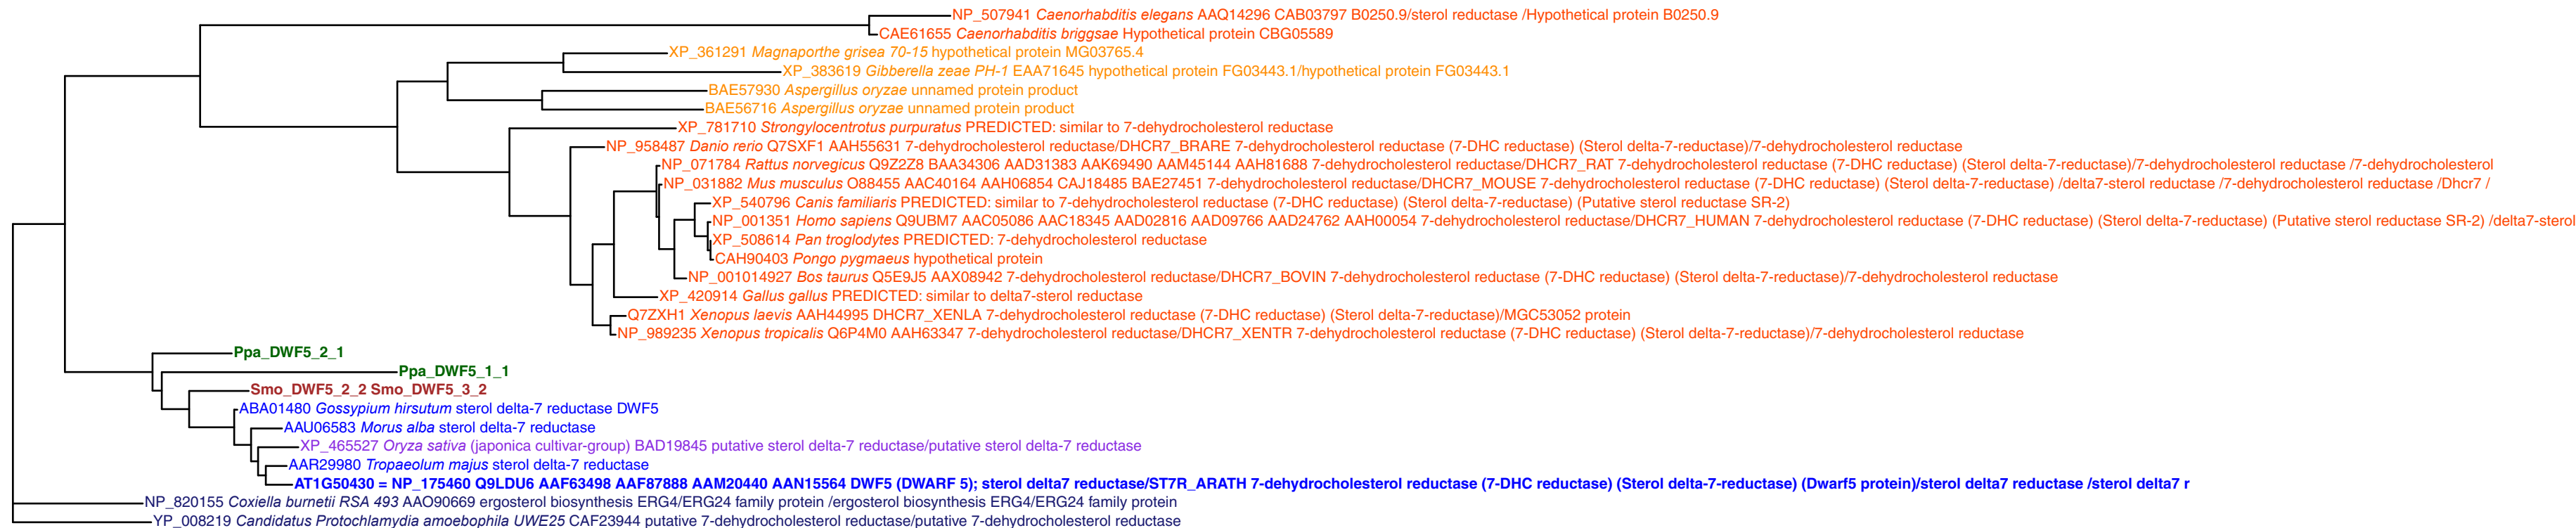 NP_507941 Caenorhabditis elegans AAQ14296 CAB03797 B0250.9/sterol reductase /Hypothetical protein B0250.9
CAE61655 Caenorhabditis briggsae Hypothetical protein CBG05589
XP_361291 Magnaporthe grisea 70-15 hypothetical protein MG03765.4
XP_383619 Gibberella zeae PH-1 EAA71645 hypothetical protein FG03443.1/hypothetical protein FG03443.1
BAE57930 Aspergillus oryzae unnamed protein product
BAE56716 Aspergillus oryzae unnamed protein product
XP_781710 Strongylocentrotus purpuratus PREDICTED: similar to 7-dehydrocholesterol reductase
NP_958487 Danio rerio Q7SXF1 AAH55631 7-dehydrocholesterol reductase/DHCR7_BRARE 7-dehydrocholesterol reductase (7-DHC reductase) (Sterol delta-7-reductase)/7-dehydrocholesterol reductase
NP_071784 Rattus norvegicus Q9Z2Z8 BAA34306 AAD31383 AAK69490 AAM45144 AAH81688 7-dehydrocholesterol reductase/DHCR7_RAT 7-dehydrocholesterol reductase (7-DHC reductase) (Sterol delta-7-reductase)/7-dehydrocholesterol reductase /7-dehydrocholesterol
NP_031882 Mus musculus O88455 AAC40164 AAH06854 CAJ18485 BAE27451 7-dehydrocholesterol reductase/DHCR7_MOUSE 7-dehydrocholesterol reductase (7-DHC reductase) (Sterol delta-7-reductase) /delta7-sterol reductase /7-dehydrocholesterol reductase /Dhcr7 /
XP_540796 Canis familiaris PREDICTED: similar to 7-dehydrocholesterol reductase (7-DHC reductase) (Sterol delta-7-reductase) (Putative sterol reductase SR-2)
NP_001351 Homo sapiens Q9UBM7 AAC05086 AAC18345 AAD02816 AAD09766 AAD24762 AAH00054 7-dehydrocholesterol reductase/DHCR7_HUMAN 7-dehydrocholesterol reductase (7-DHC reductase) (Sterol delta-7-reductase) (Putative sterol reductase SR-2) /delta7-sterol
XP_508614 Pan troglodytes PREDICTED: 7-dehydrocholesterol reductase
CAH90403 Pongo pygmaeus hypothetical protein
NP_001014927 Bos taurus Q5E9J5 AAX08942 7-dehydrocholesterol reductase/DHCR7_BOVIN 7-dehydrocholesterol reductase (7-DHC reductase) (Sterol delta-7-reductase)/7-dehydrocholesterol reductase
XP_420914 Gallus gallus PREDICTED: similar to delta7-sterol reductase
Q7ZXH1 Xenopus laevis AAH44995 DHCR7_XENLA 7-dehydrocholesterol reductase (7-DHC reductase) (Sterol delta-7-reductase)/MGC53052 protein
NP_989235 Xenopus tropicalis Q6P4M0 AAH63347 7-dehydrocholesterol reductase/DHCR7_XENTR 7-dehydrocholesterol reductase (7-DHC reductase) (Sterol delta-7-reductase)/7-dehydrocholesterol reductase
Ppa_DWF5_2_1
Ppa_DWF5_1_1
Smo_DWF5_2_2 Smo_DWF5_3_2
ABA01480 Gossypium hirsutum sterol delta-7 reductase DWF5
AAU06583 Morus alba sterol delta-7 reductase
XP_465527 Oryza sativa (japonica cultivar-group) BAD19845 putative sterol delta-7 reductase/putative sterol delta-7 reductase
AAR29980 Tropaeolum majus sterol delta-7 reductase
AT1G50430 = NP_175460 Q9LDU6 AAF63498 AAF87888 AAM20440 AAN15564 DWF5 (DWARF 5); sterol delta7 reductase/ST7R_ARATH 7-dehydrocholesterol reductase (7-DHC reductase) (Sterol delta-7-reductase) (Dwarf5 protein)/sterol delta7 reductase /sterol delta7 r
NP_820155 Coxiella burnetii RSA 493 AAO90669 ergosterol biosynthesis ERG4/ERG24 family protein /ergosterol biosynthesis ERG4/ERG24 family protein
YP_008219 Candidatus Protochlamydia amoebophila UWE25 CAF23944 putative 7-dehydrocholesterol reductase/putative 7-dehydrocholesterol reductase